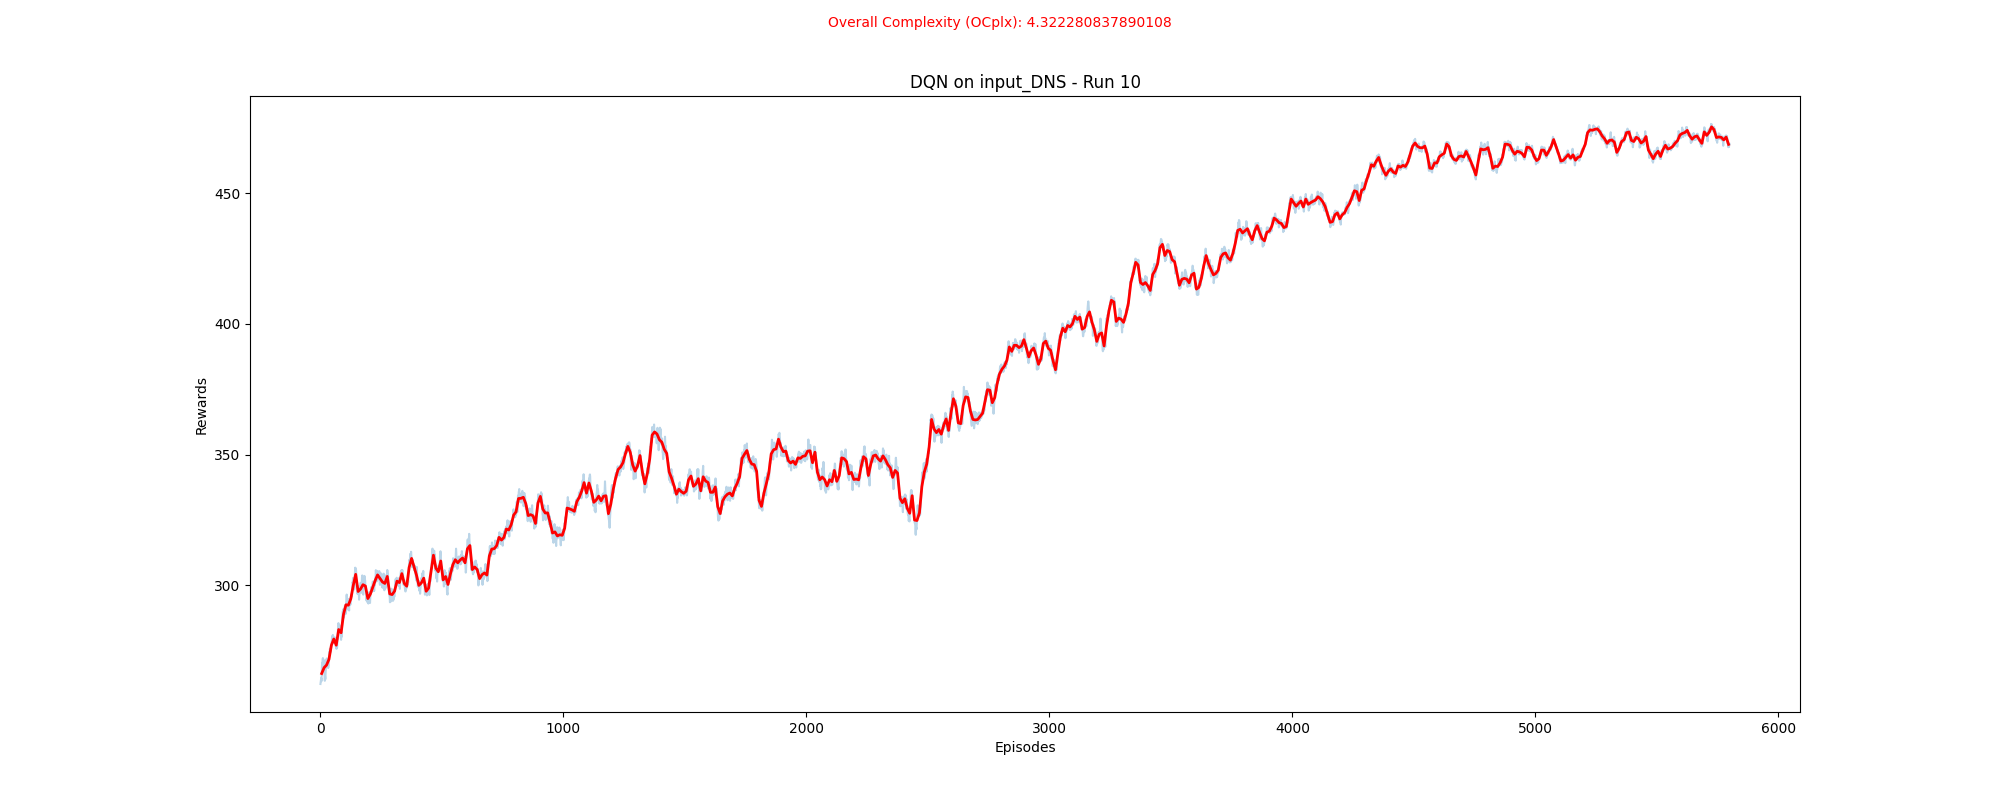 Overall Complexity (OCplx): 4.322280837890108
DQN on input_DNS - Run 10
450
400
350
300
Rewards
0 1000 2000 3000 4000 5000 6000
Episodes